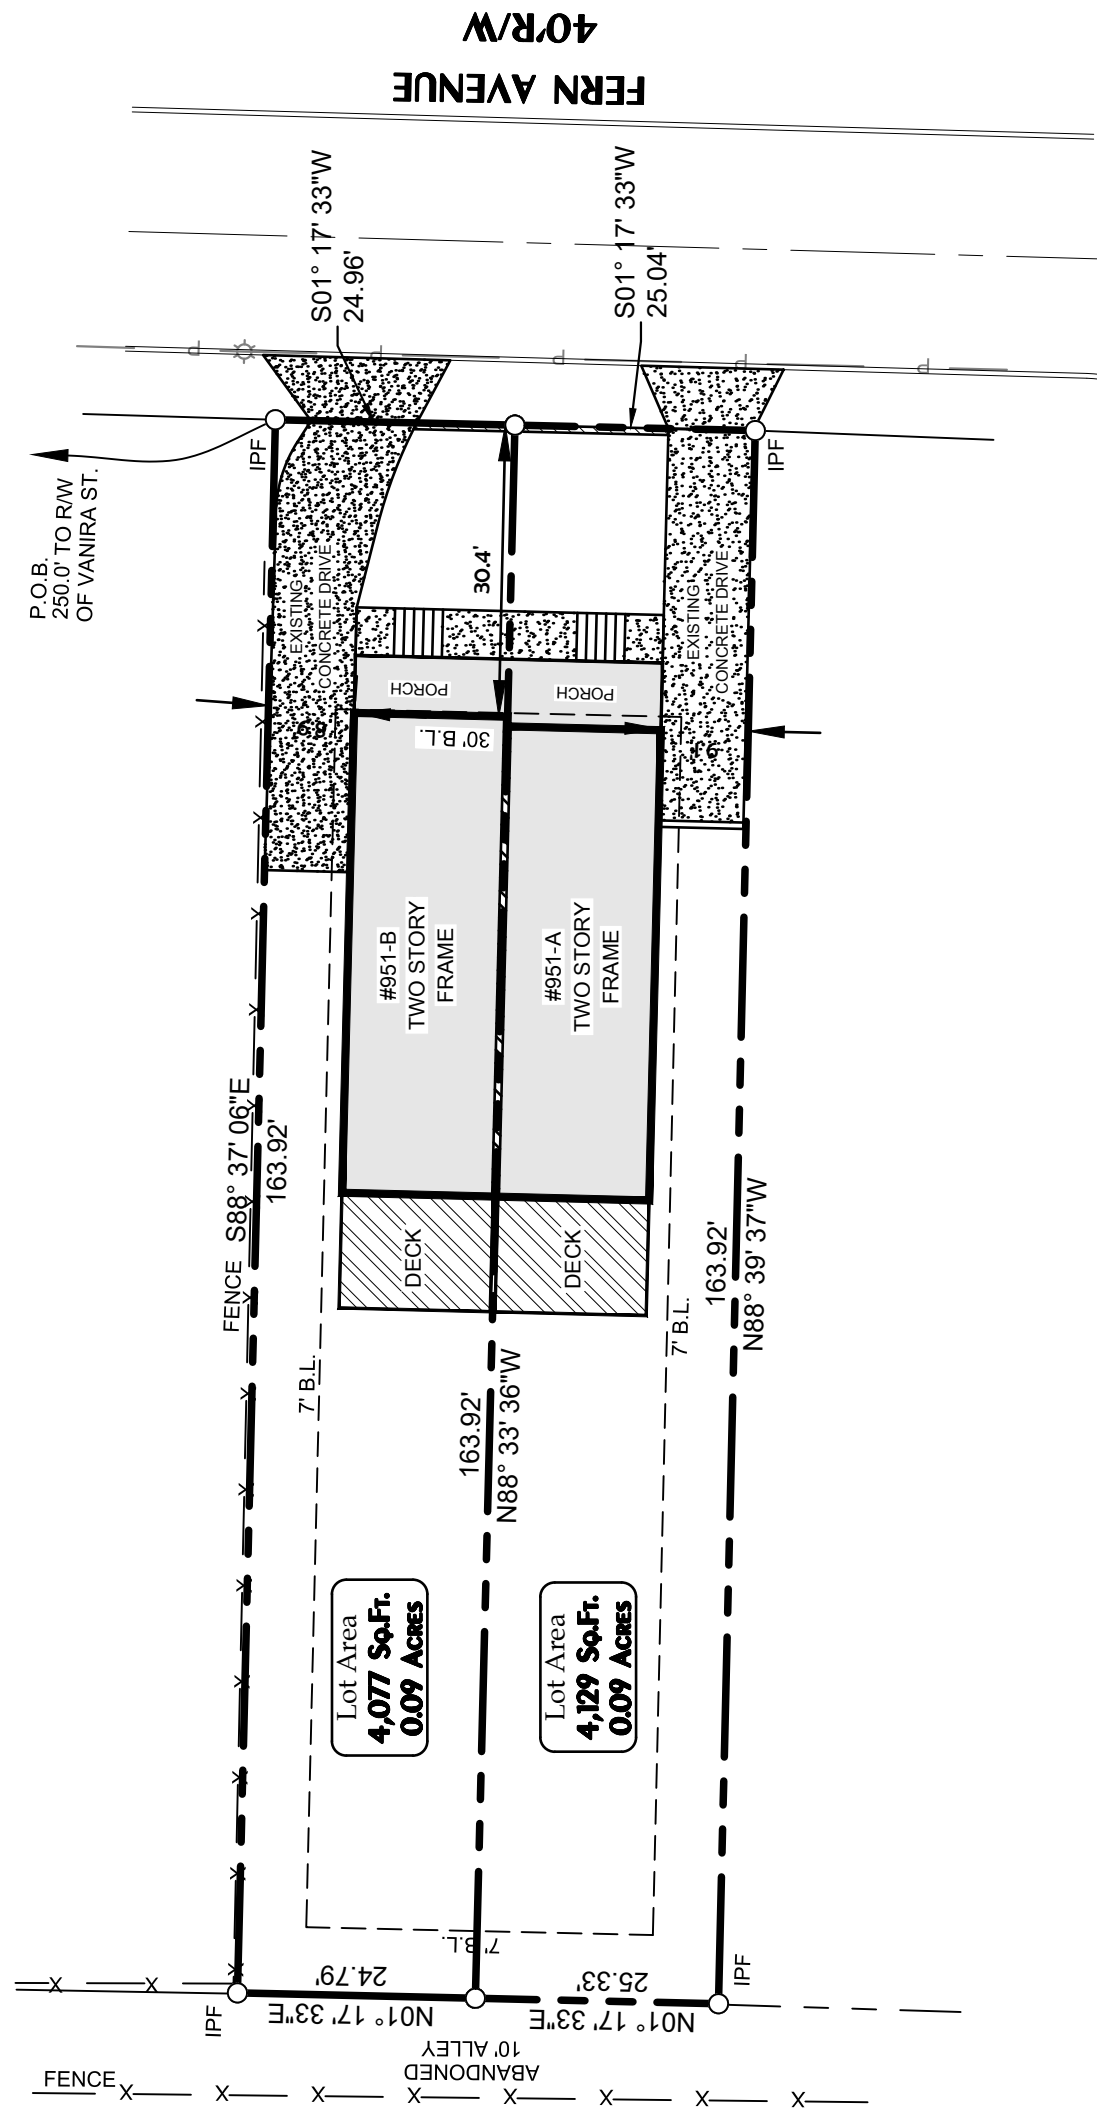 40'R/W
FERN AVENUE
S01° 17' 33"W
24.96'
S01° 17' 33"W
25.04'
P.O.B.
250.0' TO R/W
OF VANIRA ST.
IPF
IPF
30.4'
EXISTING
CONCRETE DRIVE
EXISTING
CONCRETE DRIVE
PORCH
PORCH
30' B.L.
8.9
9.1
#951-B
TWO STORY
FRAME
#951-A
TWO STORY
FRAME
FENCE
S88° 37' 06"E
163.92'
DECK
DECK
163.92'
N88° 39' 37"W
7' B.L.
7' B.L.
163.92'
N88° 33' 36"W
Lot Area
4,077 Sq.Ft.
0.09 Acres
Lot Area
4,129 Sq.Ft.
0.09 Acres
7' B.L.
24.79'
N01° 17' 33"E
25.33'
N01° 17' 33"E
IPF
IPF
ABANDONED
10' ALLEY
FENCE